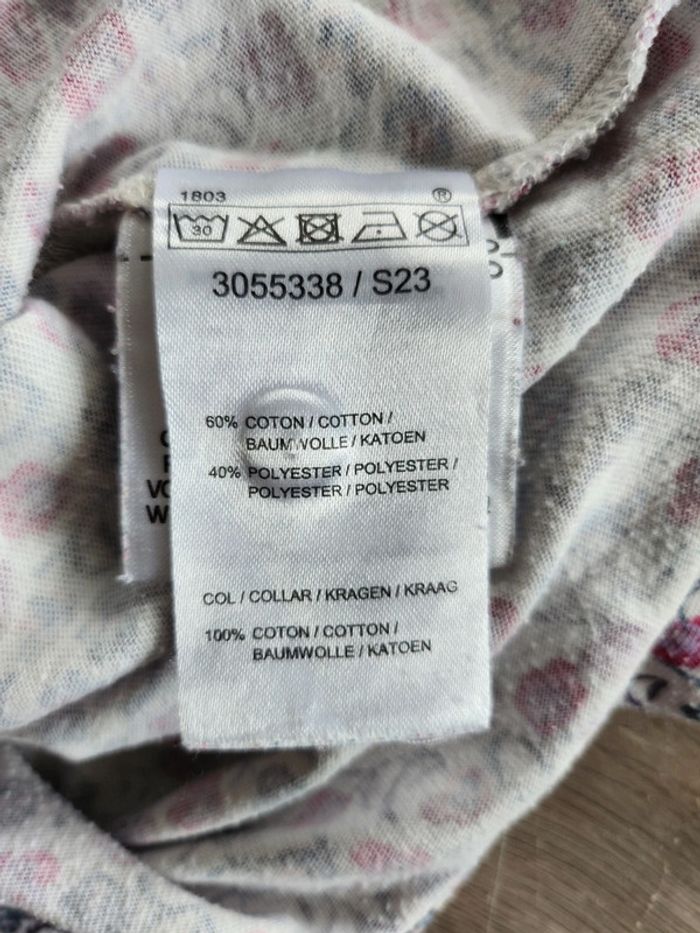 1803 ®
30
3055338 / S23
60% COTON / COTTON /
BAUMWOLLE / KATOEN
40% POLYESTER / POLYESTER /
POLYESTER / POLYESTER
COL / COLLAR / KRAGEN / KRAAG
100% COTON / COTTON /
BAUMWOLLE / KATOEN